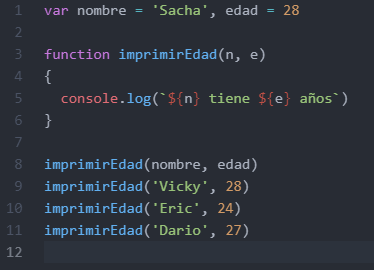 1 var nombre = 'Sacha', edad = 28
2
3 function imprimirEdad(n, e)
4 {
5   console.log(`${n} tiene ${e} años`)
6 }
7
8 imprimirEdad(nombre, edad)
9 imprimirEdad('Vicky', 28)
10 imprimirEdad('Eric', 24)
11 imprimirEdad('Dario', 27)
12